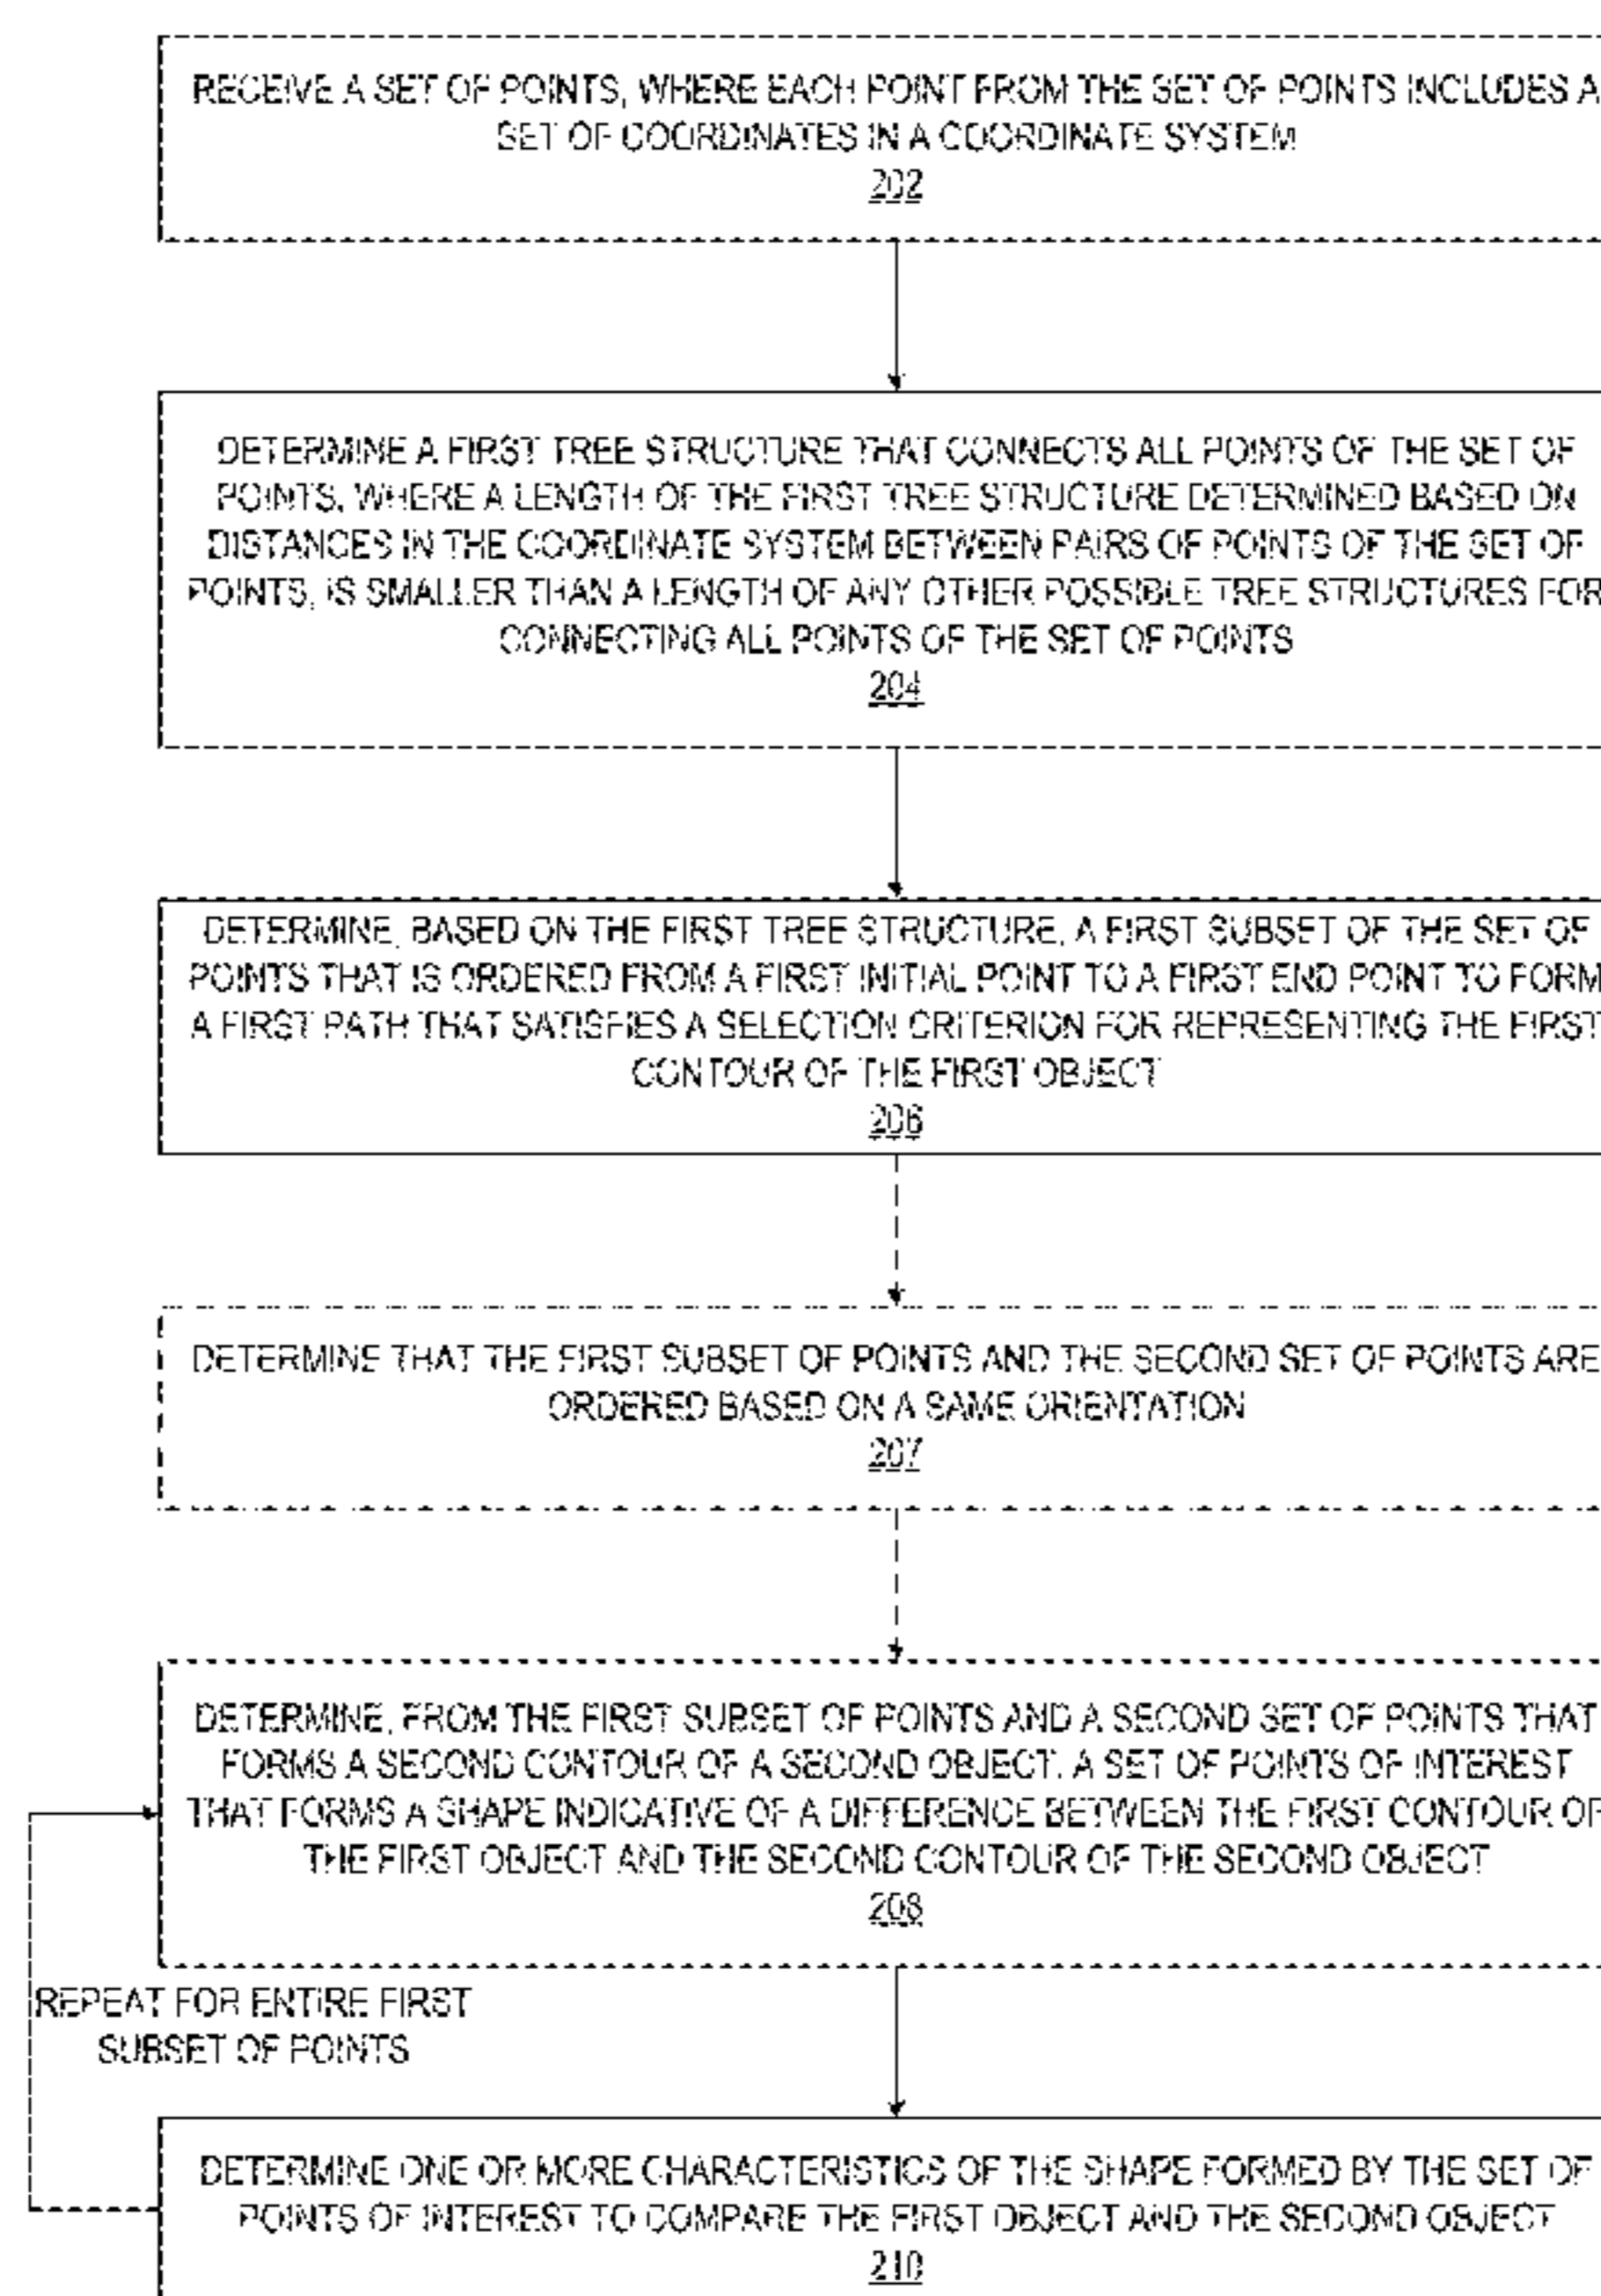 RECEIVE A SET OF POINTS, WHERE EACH POINT FROM THE SET OF POINTS INCLUDES A
SET OF COORDINATES IN A COORDINATE SYSTEM
202
DETERMINE A FIRST TREE STRUCTURE THAT CONNECTS ALL POINTS OF THE SET OF
POINTS, WHERE A LENGTH OF THE FIRST TREE STRUCTURE DETERMINED BASED ON
DISTANCES IN THE COORDINATE SYSTEM BETWEEN PAIRS OF POINTS OF THE SET OF
POINTS, IS SMALLER THAN A LENGTH OF ANY OTHER POSSIBLE TREE STRUCTURES FOR
CONNECTING ALL POINTS OF THE SET OF POINTS
204
DETERMINE, BASED ON THE FIRST TREE STRUCTURE, A FIRST SUBSET OF THE SET OF
POINTS THAT IS ORDERED FROM A FIRST INITIAL POINT TO A FIRST END POINT TO FORM
A FIRST PATH THAT SATISFIES A SELECTION CRITERION FOR REPRESENTING THE FIRST
CONTOUR OF THE FIRST OBJECT
206
DETERMINE THAT THE FIRST SUBSET OF POINTS AND THE SECOND SET OF POINTS ARE
ORDERED BASED ON A SAME ORIENTATION
207
DETERMINE, FROM THE FIRST SUBSET OF POINTS AND A SECOND SET OF POINTS THAT
FORMS A SECOND CONTOUR OF A SECOND OBJECT, A SET OF POINTS OF INTEREST
THAT FORMS A SHAPE INDICATIVE OF A DIFFERENCE BETWEEN THE FIRST CONTOUR OF
THE FIRST OBJECT AND THE SECOND CONTOUR OF THE SECOND OBJECT
208
REPEAT FOR ENTIRE FIRST
SUBSET OF POINTS
DETERMINE ONE OR MORE CHARACTERISTICS OF THE SHAPE FORMED BY THE SET OF
POINTS OF INTEREST TO COMPARE THE FIRST OBJECT AND THE SECOND OBJECT
210